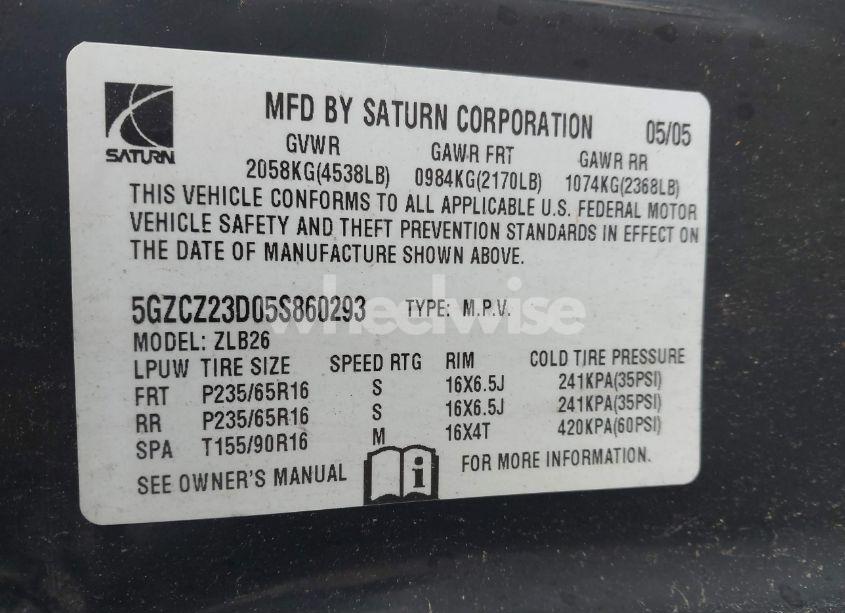 SATURN
MFD BY SATURN CORPORATION 05/05
GVWR GAWR FRT GAWR RR
2058KG(4538LB) 0984KG(2170LB) 1074KG(2368LB)
THIS VEHICLE CONFORMS TO ALL APPLICABLE U.S. FEDERAL MOTOR
VEHICLE SAFETY AND THEFT PREVENTION STANDARDS IN EFFECT ON
THE DATE OF MANUFACTURE SHOWN ABOVE.
5GZCZ23D05S860293 TYPE: M.P.V.
wheelwise
MODEL: ZLB26
LPUW TIRE SIZE SPEED RTG RIM COLD TIRE PRESSURE
FRT P235/65R16 S 16X6.5J 241KPA(35PSI)
RR P235/65R16 S 16X6.5J 241KPA(35PSI)
SPA T155/90R16 M 16X4T 420KPA(60PSI)
SEE OWNER'S MANUAL i FOR MORE INFORMATION.